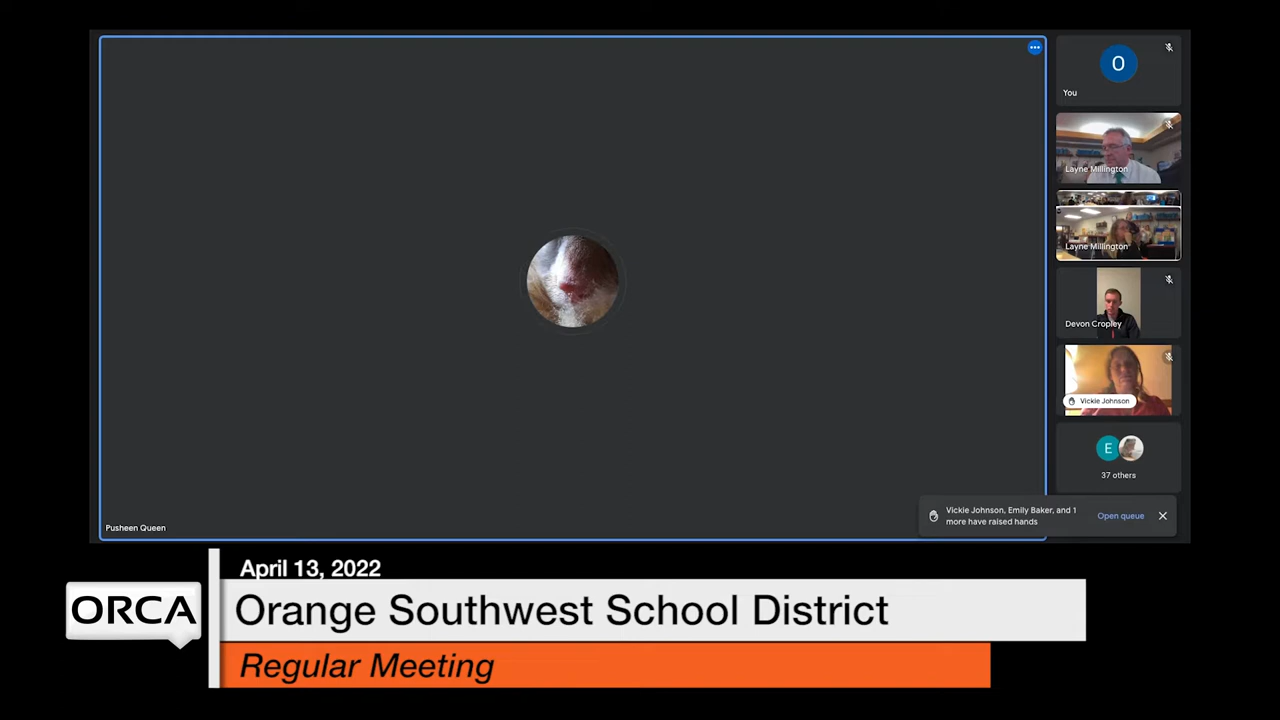 O
You
Layne Millington
Layne Millington
Devon Cropley
Vickie Johnson
E
37 others
Vickie Johnson, Emily Baker, and 1
more have raised hands
Open queue
Pusheen Queen
April 13, 2022
ORCA
Orange Southwest School District
Regular Meeting